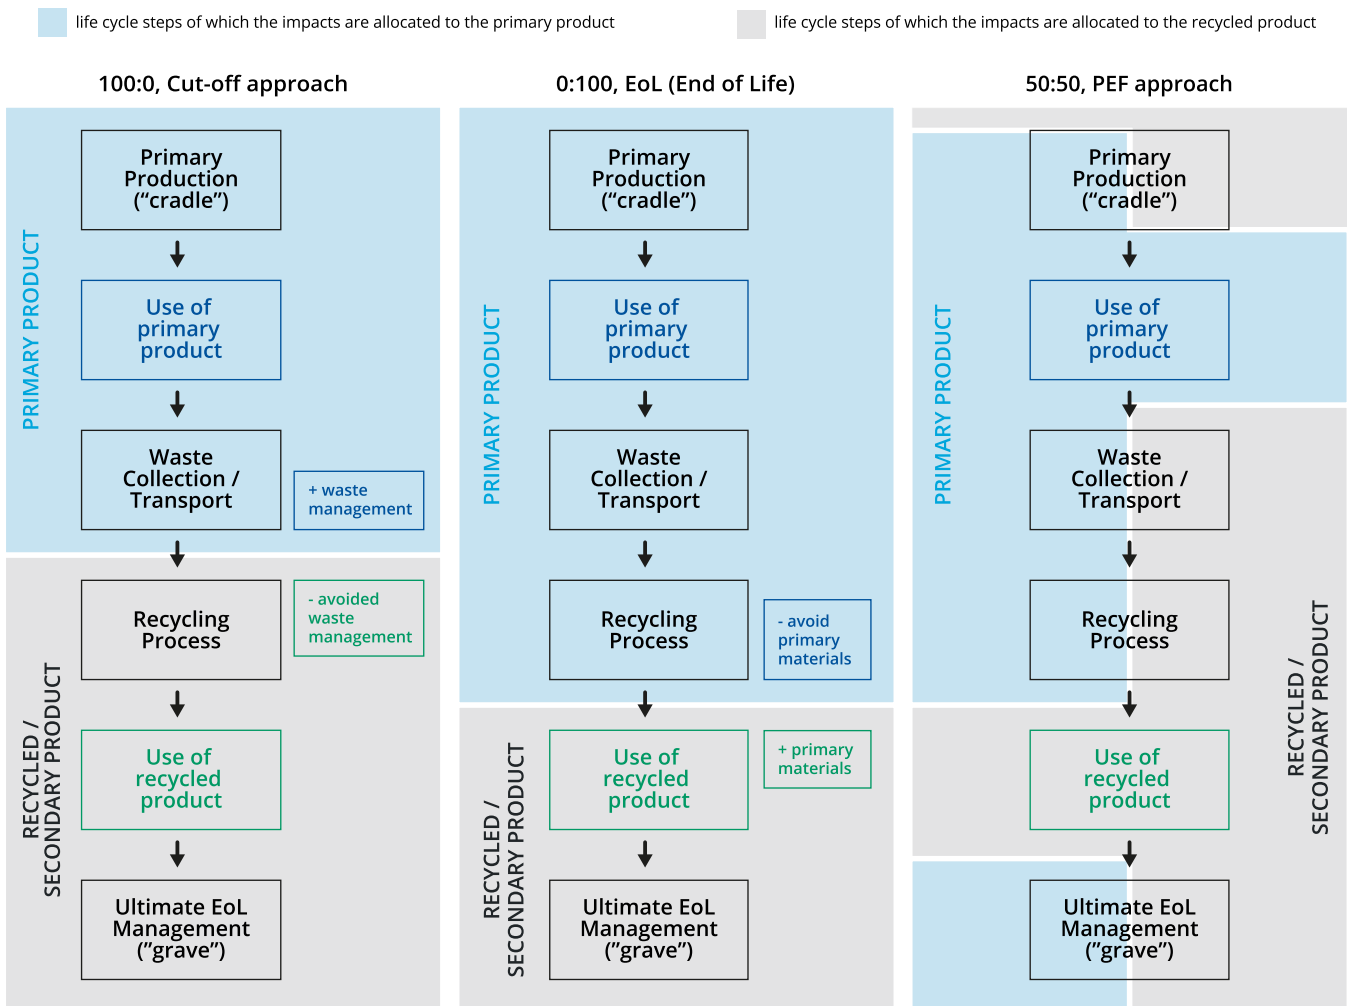 life cycle steps of which the impacts are allocated to the primary product
life cycle steps of which the impacts are allocated to the recycled product
100:0, Cut-off approach
PRIMARY PRODUCT
Primary
Production
(“cradle”)
Use of
primary
product
Waste
Collection /
Transport
+ waste
management
RECYCLED /
SECONDARY PRODUCT
Recycling
Process
- avoided
waste
management
Use of
recycled
product
Ultimate EoL
Management
(”grave”)
0:100, EoL (End of Life)
PRIMARY PRODUCT
Primary
Production
(“cradle”)
Use of
primary
product
Waste
Collection /
Transport
Recycling
Process
- avoid
primary
materials
RECYCLED /
SECONDARY PRODUCT
Use of
recycled
product
+ primary
materials
Ultimate EoL
Management
(”grave”)
50:50, PEF approach
PRIMARY PRODUCT
Primary
Production
(“cradle”)
Use of
primary
product
Waste
Collection /
Transport
Recycling
Process
RECYCLED /
SECONDARY PRODUCT
Use of
recycled
product
Ultimate EoL
Management
(”grave”)